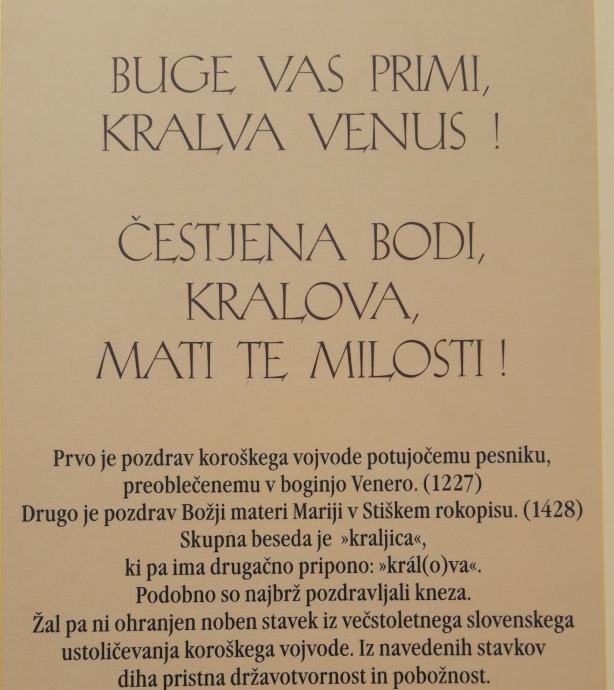 BUGE VAS PRIMI,
KRALVA VENUS !
ČESTJENA BODI,
KRALOVA,
MATI TE MILOSTI !
Prvo je pozdrav koroškega vojvode potujočemu pesniku,
preoblečenemu v boginjo Venero. (1227)
Drugo je pozdrav Božji materi Mariji v Stiškem rokopisu. (1428)
Skupna beseda je »kraljica«,
ki pa ima drugačno pripono: »král(o)va«.
Podobno so najbrž pozdravljali kneza.
Žal pa ni ohranjen noben stavek iz večstoletnega slovenskega
ustoličevanja koroškega vojvode. Iz navedenih stavkov
diha pristna državotvornost in pobožnost.